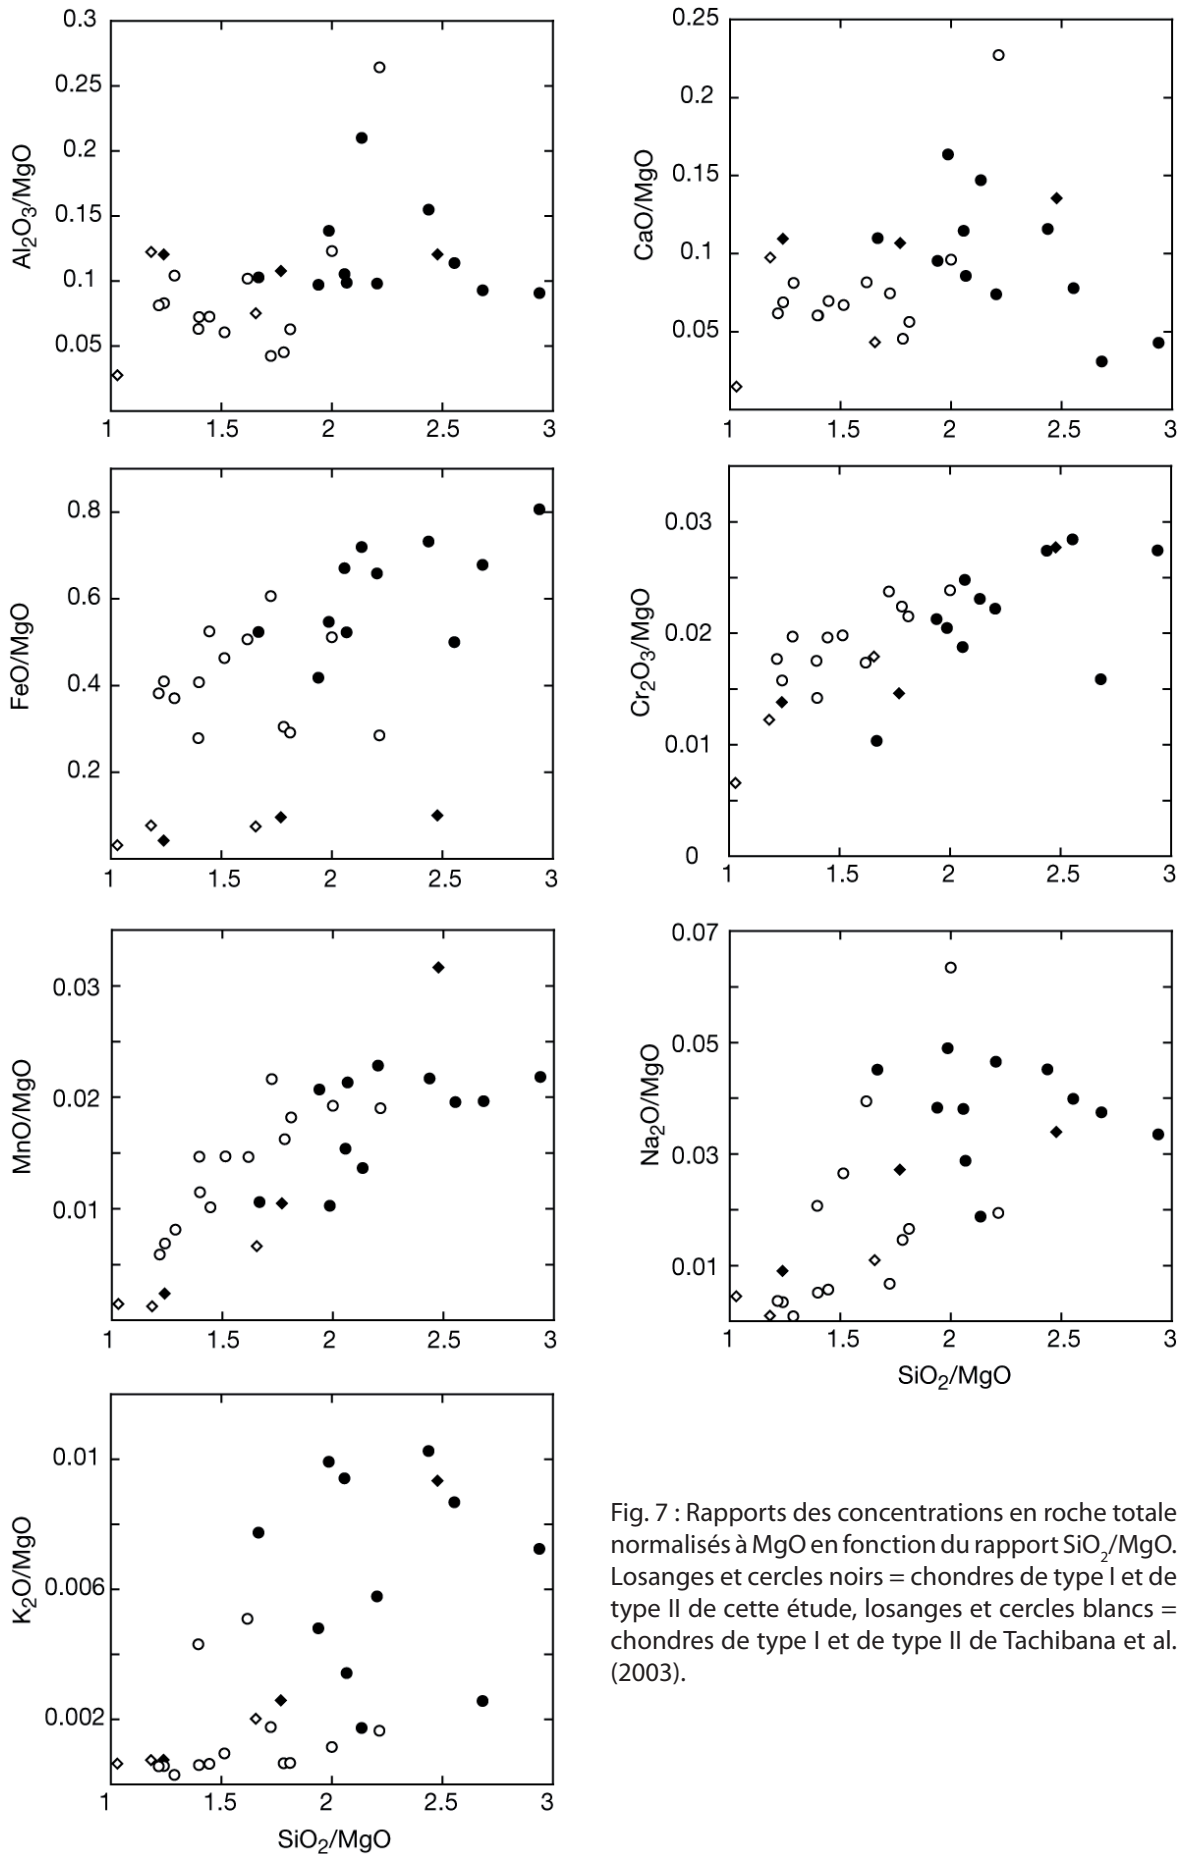 0.3
0.25
0.2
0.15
0.1
0.05
Al2O3/MgO
1 1.5 2 2.5 3
0.25
0.2
0.15
0.1
0.05
CaO/MgO
1 1.5 2 2.5 3
0.8
0.6
0.4
0.2
FeO/MgO
1 1.5 2 2.5 3
0.03
0.02
0.01
0
Cr2O3/MgO
1 1.5 2 2.5 3
0.03
0.02
0.01
MnO/MgO
1 1.5 2 2.5 3
0.07
0.05
0.03
0.01
Na2O/MgO
1 1.5 2 2.5 3
SiO2/MgO
0.01
0.006
0.002
K2O/MgO
1 1.5 2 2.5 3
SiO2/MgO
Fig. 7 : Rapports des concentrations en roche totale
normalisés à MgO en fonction du rapport SiO2/MgO.
Losanges et cercles noirs = chondres de type I et de
type II de cette étude, losanges et cercles blancs =
chondres de type I et de type II de Tachibana et al.
(2003).